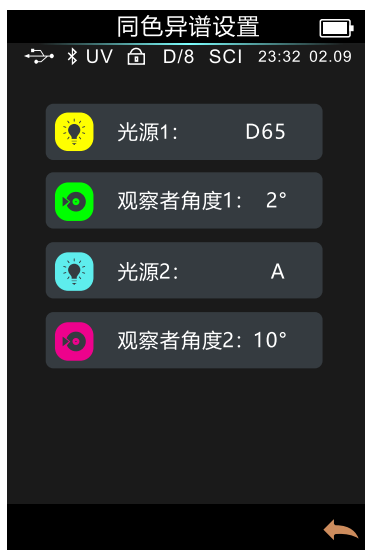 同色异谱设置
UV D/8 SCI 23:32 02.09
光源1: D65
观察者角度1: 2°
光源2: A
观察者角度2: 10°